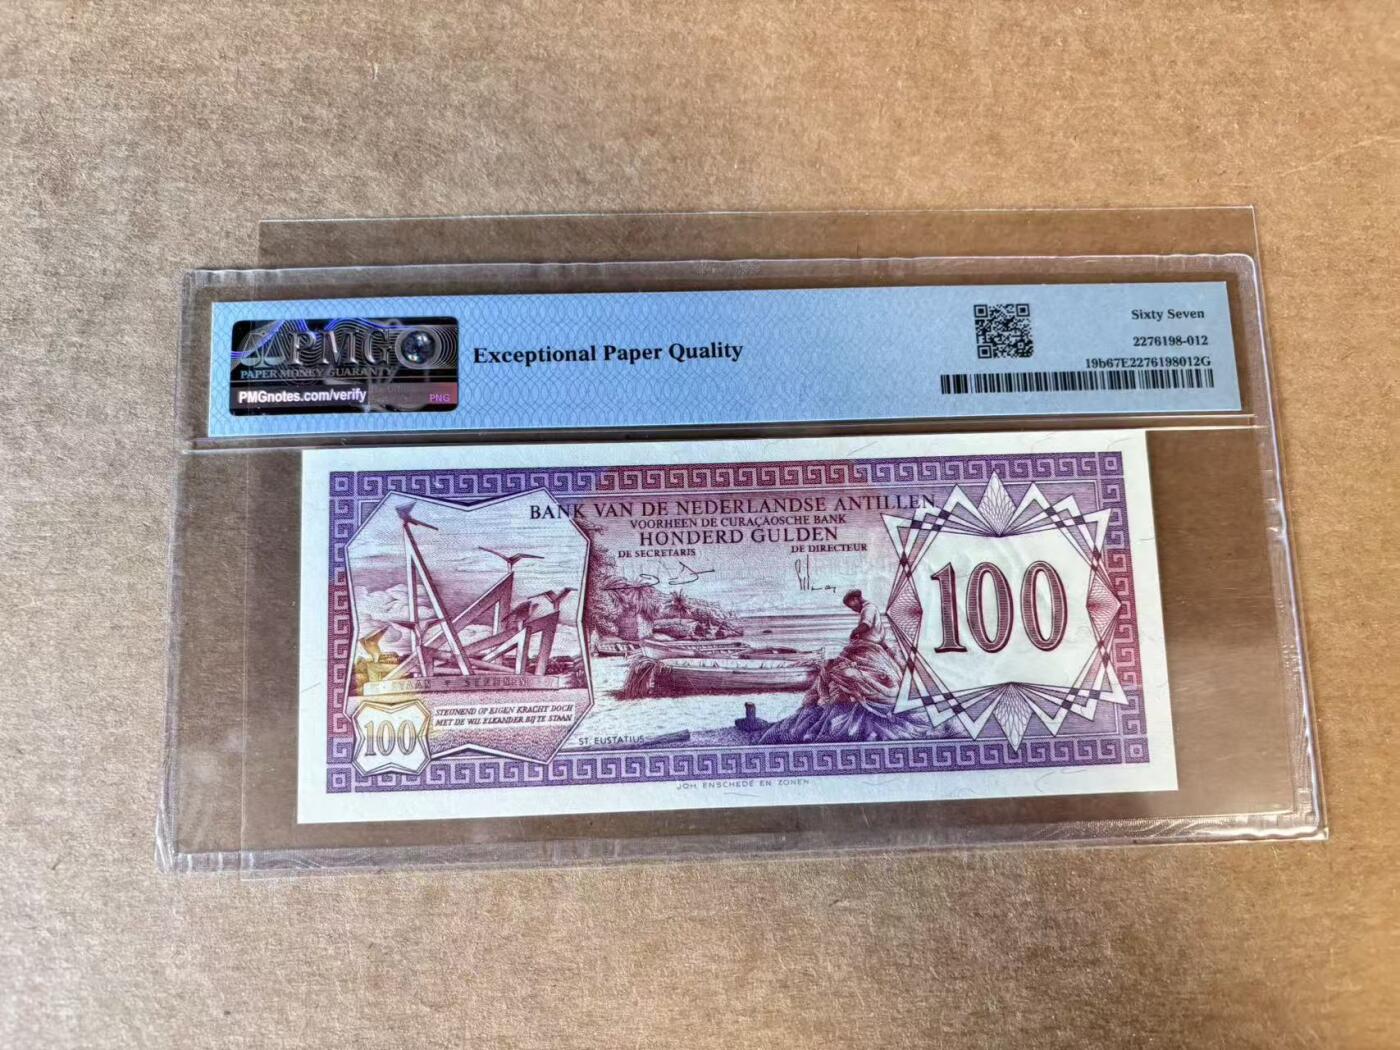 PMG
PAPER MONEY GUARANTY
PMGnotes.com/verify
PNG
Exceptional Paper Quality
Sixty Seven
2276198-012
19b67E2276198012G
BANK VAN DE NEDERLANDSE ANTILLEN
VOORHEEN DE CURAÇAOSCHE BANK
HONDERD GULDEN
DE SECRETARIS DE DIRECTEUR
100
STEUNEND OP EIGEN KRACHT DOCH
MET DE WIL ELKANDER BIJ TE STAAN
100
ST. EUSTATIUS
JOH. ENSCHEDE EN ZONEN